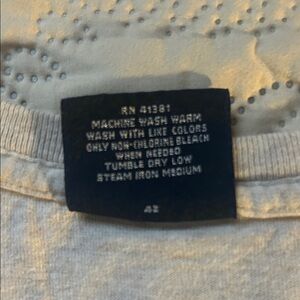 RN 41381
MACHINE WASH WARM
WASH WITH LIKE COLORS
ONLY NON-CHLORINE BLEACH
WHEN NEEDED
TUMBLE DRY LOW
STEAM IRON MEDIUM
42